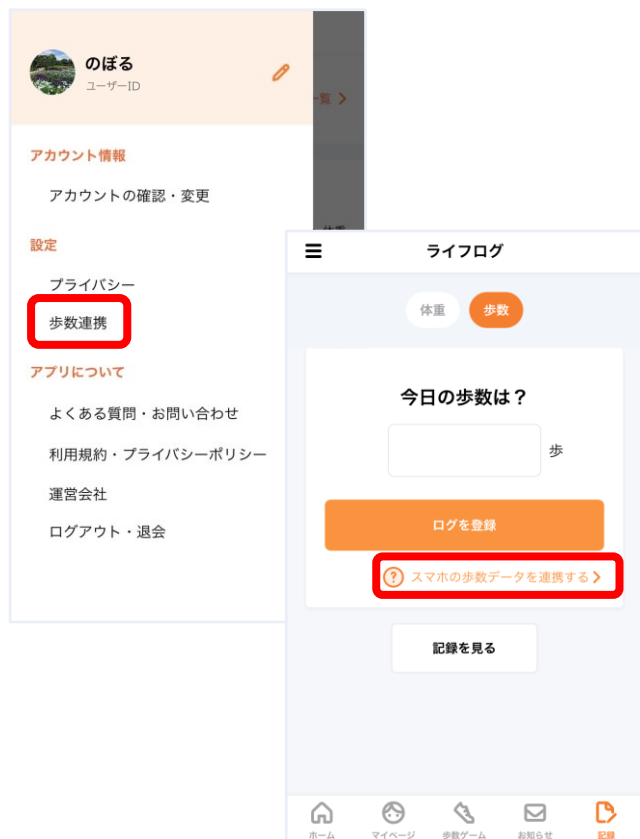 のぼる
ユーザーID
一覧
アカウント情報
アカウントの確認・変更
設定
プライバシー
歩数連携
アプリについて
よくある質問・お問い合わせ
利用規約・プライバシーポリシー
運営会社
ログアウト・退会
ライフログ
体重
歩数
今日の歩数は？
歩
ログを登録
? スマホの歩数データを連携する
記録を見る
ホーム
マイページ
歩数ゲーム
お知らせ
記録